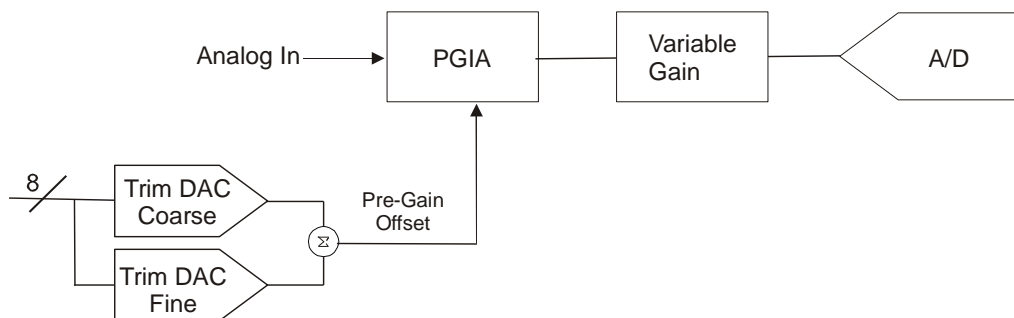 Analog In
PGIA
Variable
Gain
A/D
8
Trim DAC
Coarse
Pre-Gain
Offset
Σ
Trim DAC
Fine